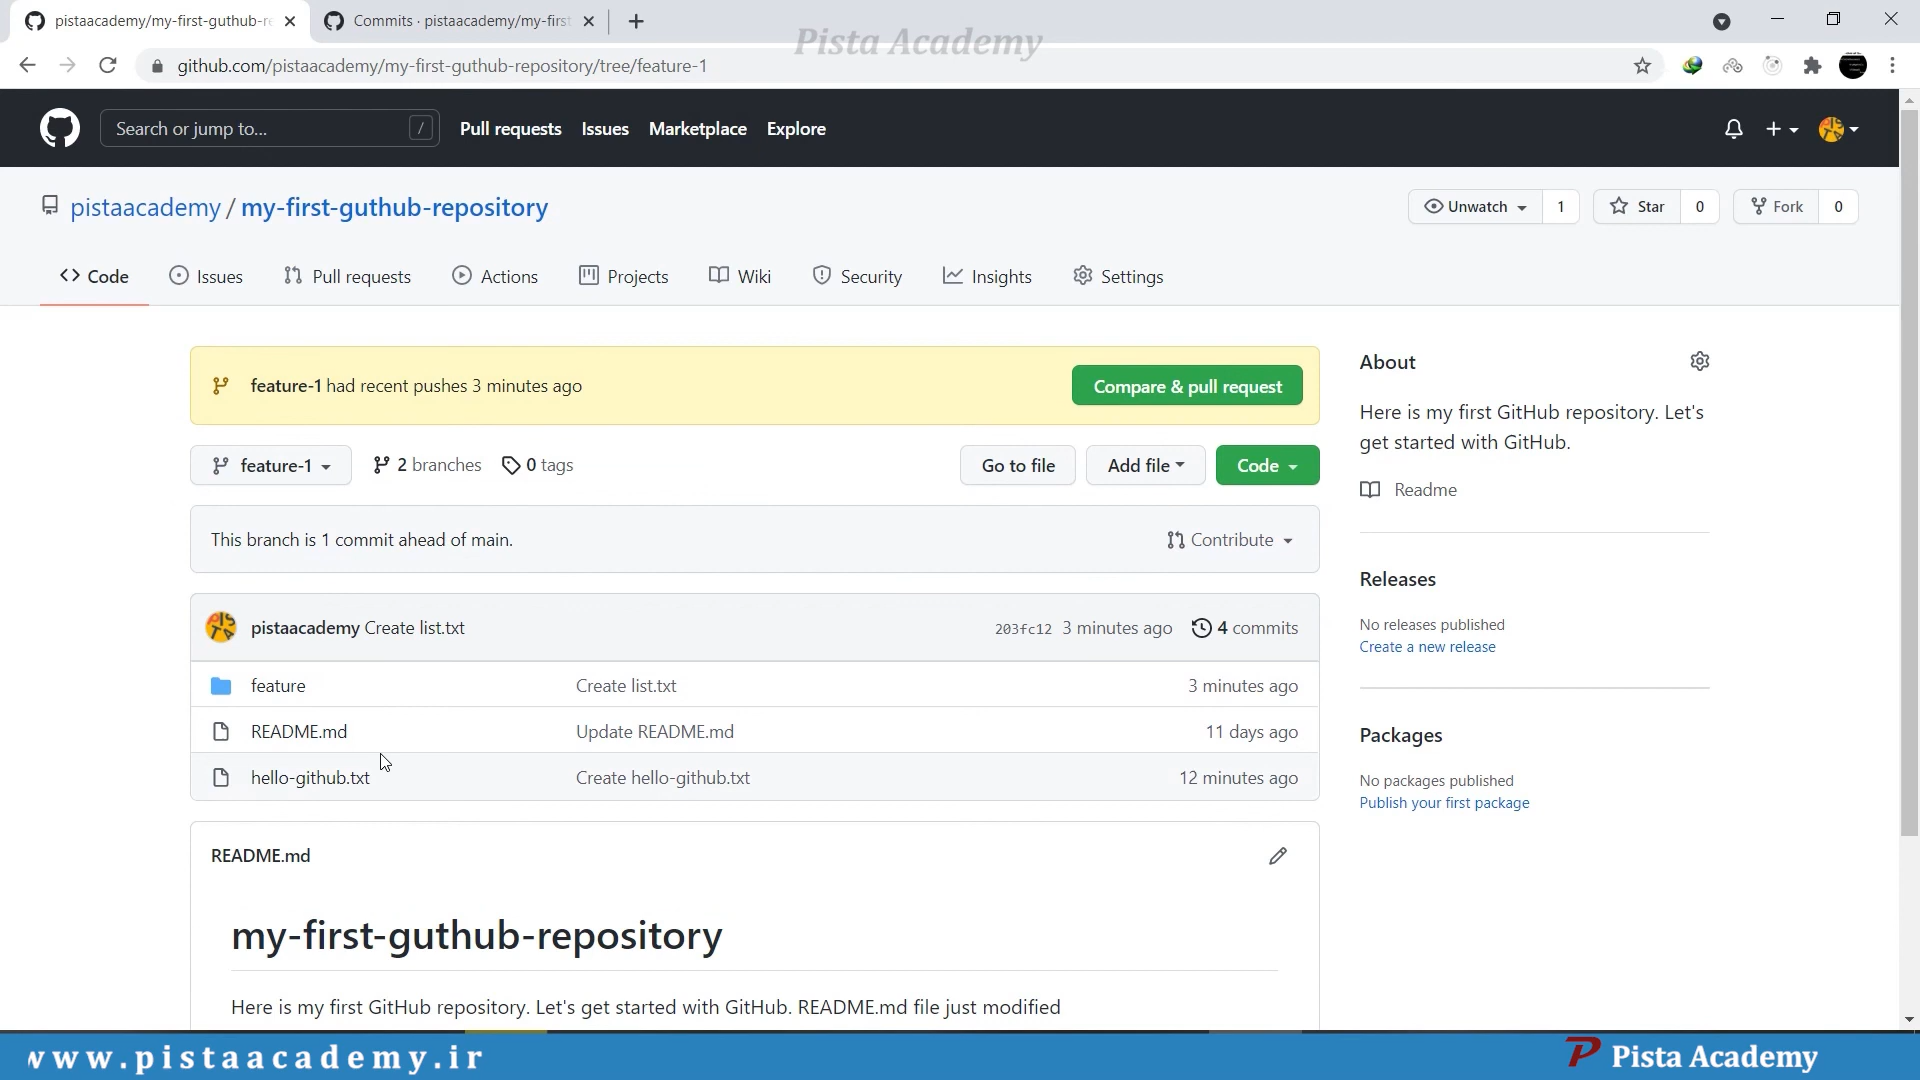 pistaacademy/my-first-guthub-re
Commits · pistaacademy/my-first
Pista Academy
github.com/pistaacademy/my-first-guthub-repository/tree/feature-1
Search or jump to...
/
Pull requests
Issues
Marketplace
Explore
pistaacademy / my-first-guthub-repository
Unwatch
1
Star
0
Fork
0
Code
Issues
Pull requests
Actions
Projects
Wiki
Security
Insights
Settings
feature-1 had recent pushes 3 minutes ago
Compare & pull request
feature-1
2 branches
0 tags
Go to file
Add file
Code
This branch is 1 commit ahead of main.
Contribute
pistaacademy Create list.txt
203fc12 3 minutes ago
4 commits
feature
Create list.txt
3 minutes ago
README.md
Update README.md
11 days ago
hello-github.txt
Create hello-github.txt
12 minutes ago
README.md
my-first-guthub-repository
Here is my first GitHub repository. Let's get started with GitHub. README.md file just modified
About
Here is my first GitHub repository. Let's
get started with GitHub.
Readme
Releases
No releases published
Create a new release
Packages
No packages published
Publish your first package
www.pistaacademy.ir
P Pista Academy